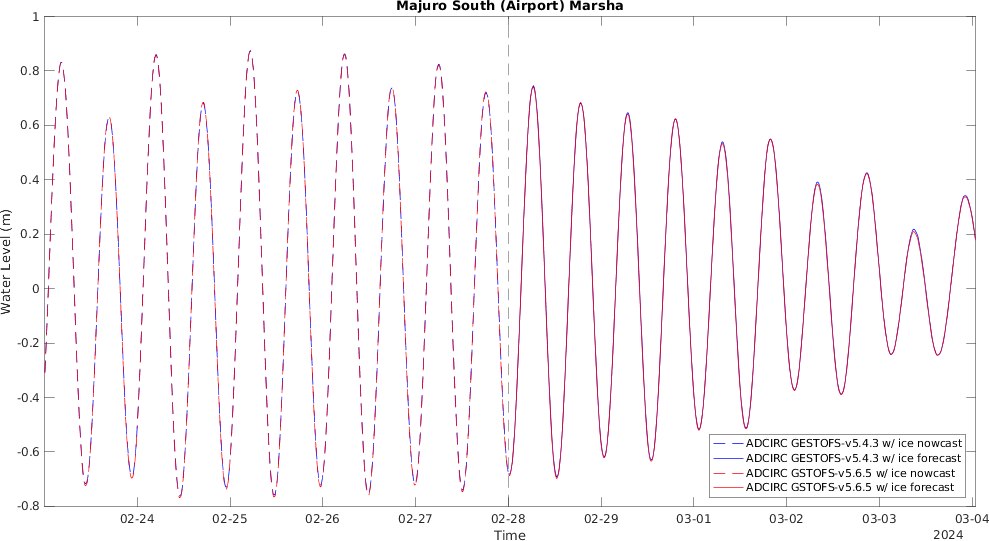 Majuro South (Airport) Marsha
Water Level (m)
1
0.8
0.6
0.4
0.2
0
-0.2
-0.4
-0.6
-0.8
ADCIRC GESTOFS-v5.4.3 w/ ice nowcast
ADCIRC GESTOFS-v5.4.3 w/ ice forecast
ADCIRC GSTOFS-v5.6.5 w/ ice nowcast
ADCIRC GSTOFS-v5.6.5 w/ ice forecast
02-24 02-25 02-26 02-27 02-28 02-29 03-01 03-02 03-03 03-04
Time
2024